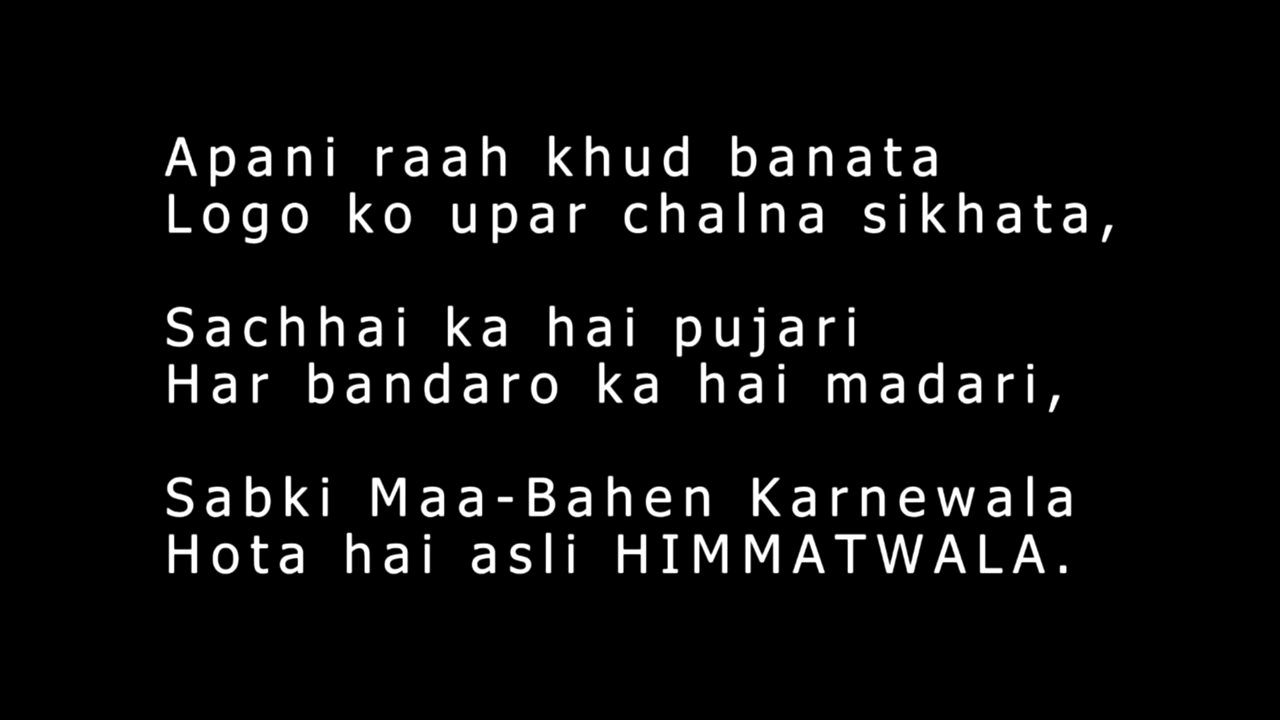 Apani raah khud banata
Logo ko upar chalna sikhata,
Sachhai ka hai pujari
Har bandaro ka hai madari,
Sabki Maa-Bahen Karnewala
Hota hai asli HIMMATWALA.